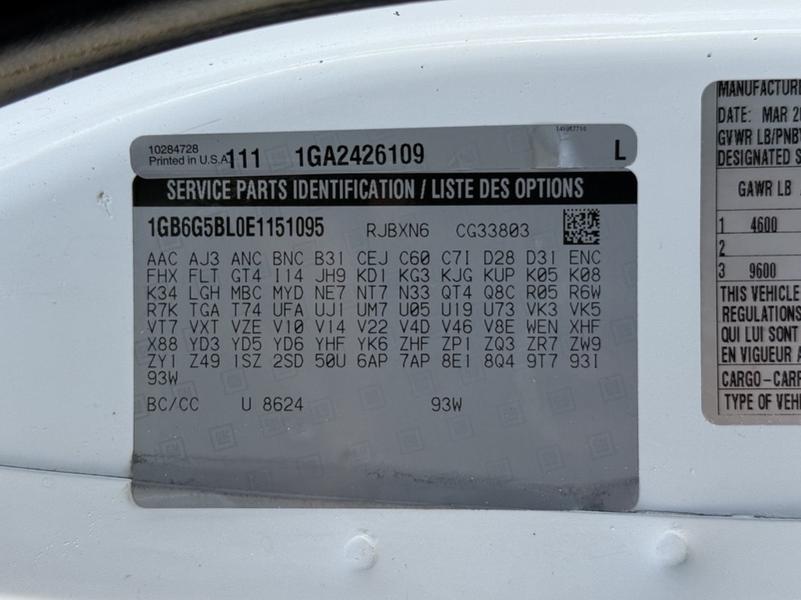 10284728
Printed in U.S.A.
111 1GA2426109 L
SERVICE PARTS IDENTIFICATION / LISTE DES OPTIONS
1GB6G5BL0E1151095 RJBXN6 CG33803
AAC AJ3 ANC BNC B31 CEJ C60 C7I D28 D31 ENC
FHX FLT GT4 I14 JH9 KD1 KG3 KJG KUP K05 K08
K34 LGH MBC MYD NE7 NT7 N33 QT4 Q8C R05 R6W
R7K TGA T74 UFA UJ1 UM7 U05 U19 U73 VK3 VK5
VT7 VXT VZE V10 V14 V22 V4D V46 V8E WEN XHF
X88 YD3 YD5 YD6 YHF YK6 ZHF ZP1 ZQ3 ZR7 ZW9
ZY1 Z49 1SZ 2SD 50U 6AP 7AP 8E1 8Q4 9T7 93I
93W
BC/CC U 8624 93W
MANUFACTURE
DATE: MAR 20
GVWR LB/PNBV
DESIGNATED S
GAWR LB
1 4600
2
3 9600
THIS VEHICLE
REGULATIONS
QUI LUI SONT
EN VIGUEUR A
CARGO-CARR
TYPE OF VEHI